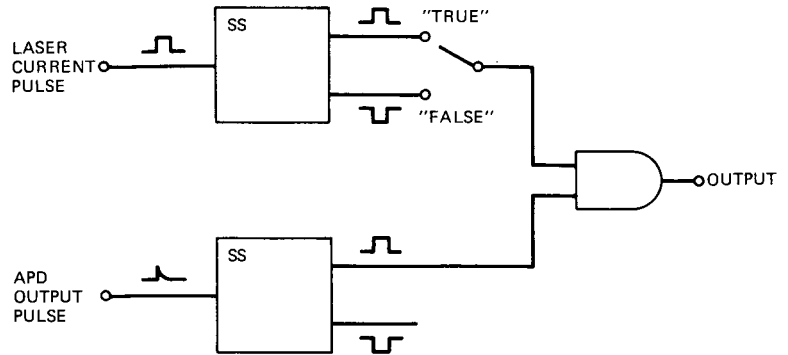 SS
"TRUE"
LASER
CURRENT
PULSE
"FALSE"
OUTPUT
SS
APD
OUTPUT
PULSE